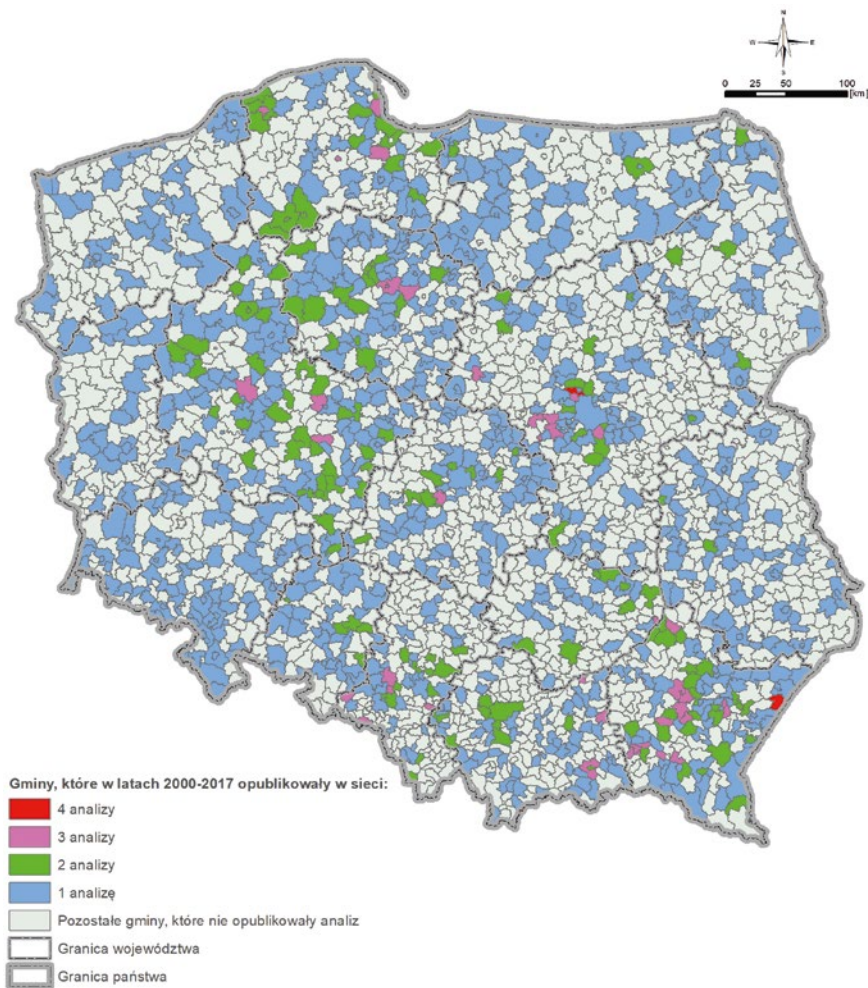 N
W E
S
0 25 50 100
[km]
Gminy, które w latach 2000-2017 opublikowały w sieci:
4 analizy
3 analizy
2 analizy
1 analizę
Pozostałe gminy, które nie opublikowały analiz
Granica województwa
Granica państwa